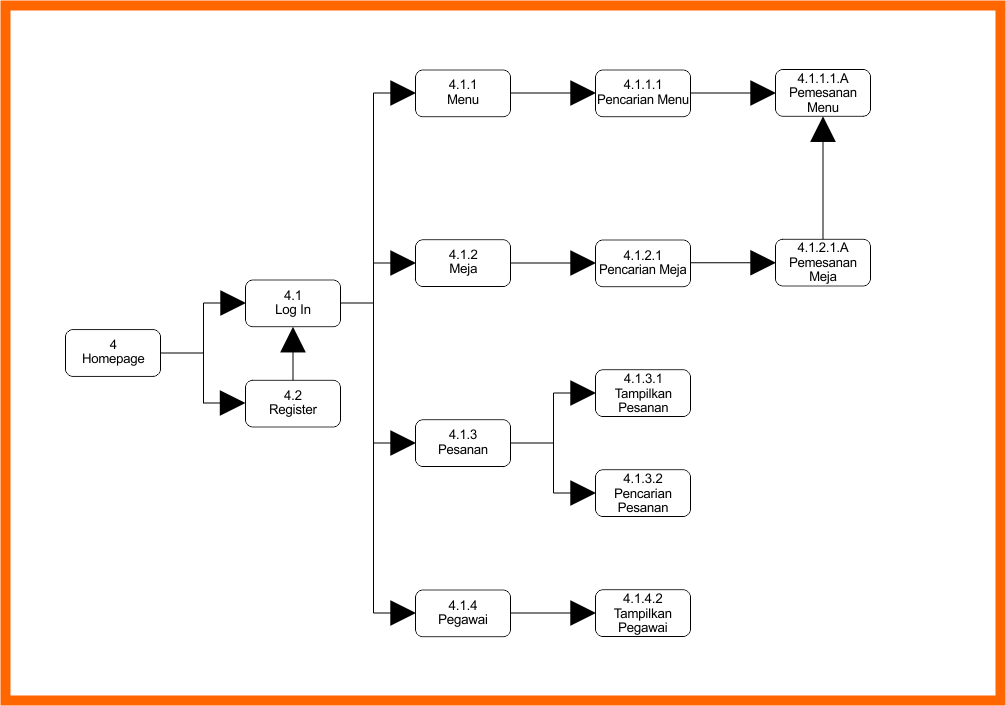 4.1.1
Menu
4.1.1.1
Pencarian Menu
4.1.1.1.A
Pemesanan
Menu
4.1.2
Meja
4.1.2.1
Pencarian Meja
4.1.2.1.A
Pemesanan
Meja
4.1
Log In
4
Homepage
4.2
Register
4.1.3
Pesanan
4.1.3.1
Tampilkan
Pesanan
4.1.3.2
Pencarian
Pesanan
4.1.4
Pegawai
4.1.4.2
Tampilkan
Pegawai